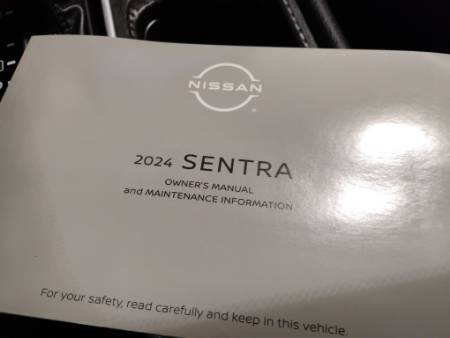 NISSAN
2024 SENTRA
OWNER'S MANUAL
and MAINTENANCE INFORMATION
For your safety, read carefully and keep in this vehicle.